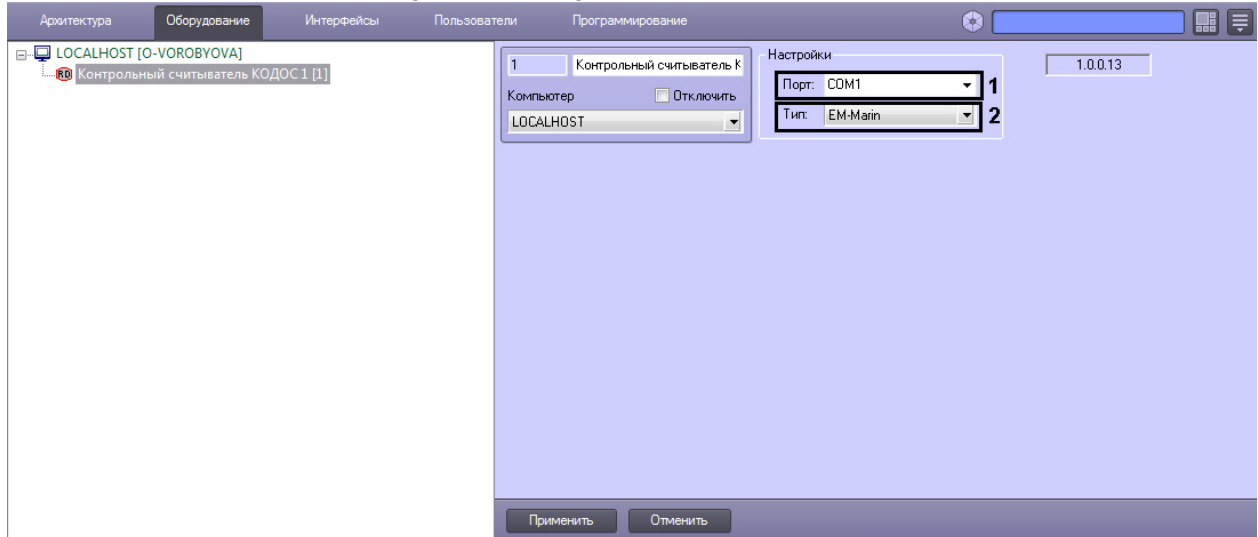 Архитектура Оборудование Интерфейсы Пользователи Программирование
LOCALHOST [O-VOROBYOVA]
RD Контрольный считыватель КОДОС 1 [1]
1 Контрольный считыватель К
Компьютер Отключить
LOCALHOST
Настройки
Порт: COM1 1
Тип: EM-Marin 2
1.0.0.13
Применить Отменить